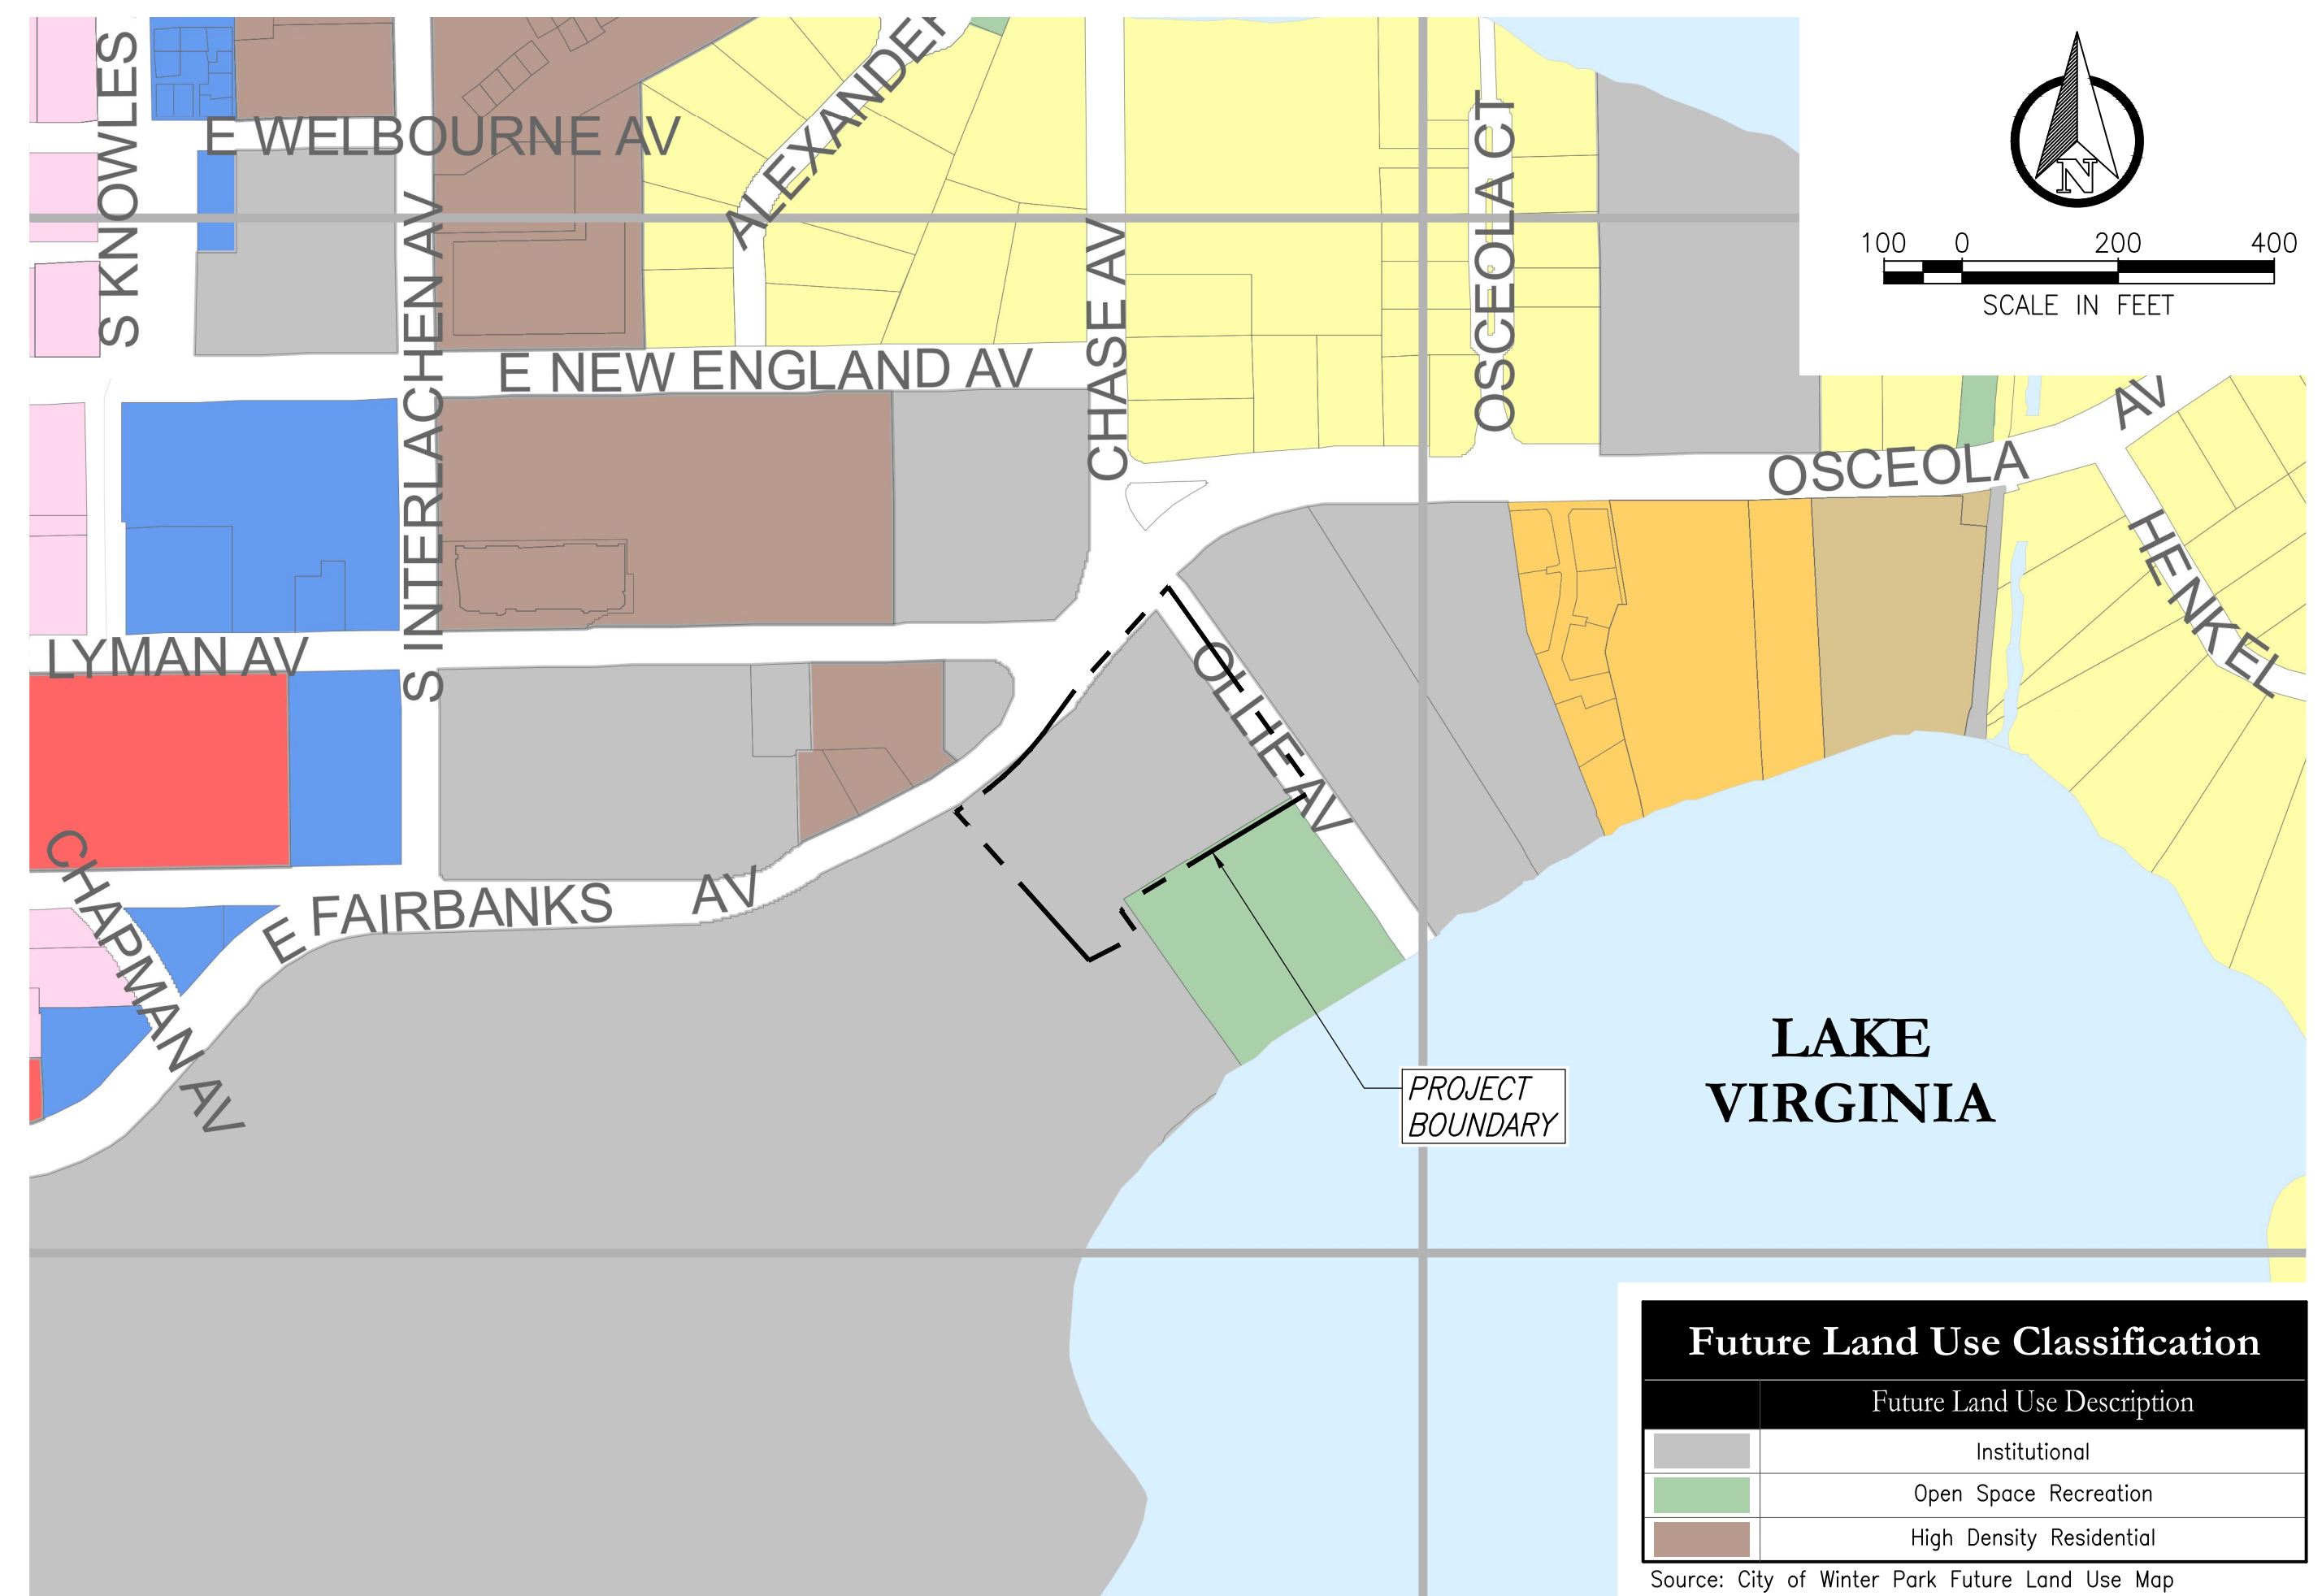 S KNOWLES
E WELBOURNE AV
ALEXANDER
S INTERLACHEN AV
CHASE AV
OSCEOLA CT
N
100 0 200 400
SCALE IN FEET
E NEW ENGLAND AV
OSCEOLA AV
HENKEL
LYMAN AV
OLLIE AV
CHAPMAN AV
E FAIRBANKS AV
PROJECT
BOUNDARY
LAKE
VIRGINIA
Future Land Use Classification
Future Land Use Description
Institutional
Open Space Recreation
High Density Residential
Source: City of Winter Park Future Land Use Map